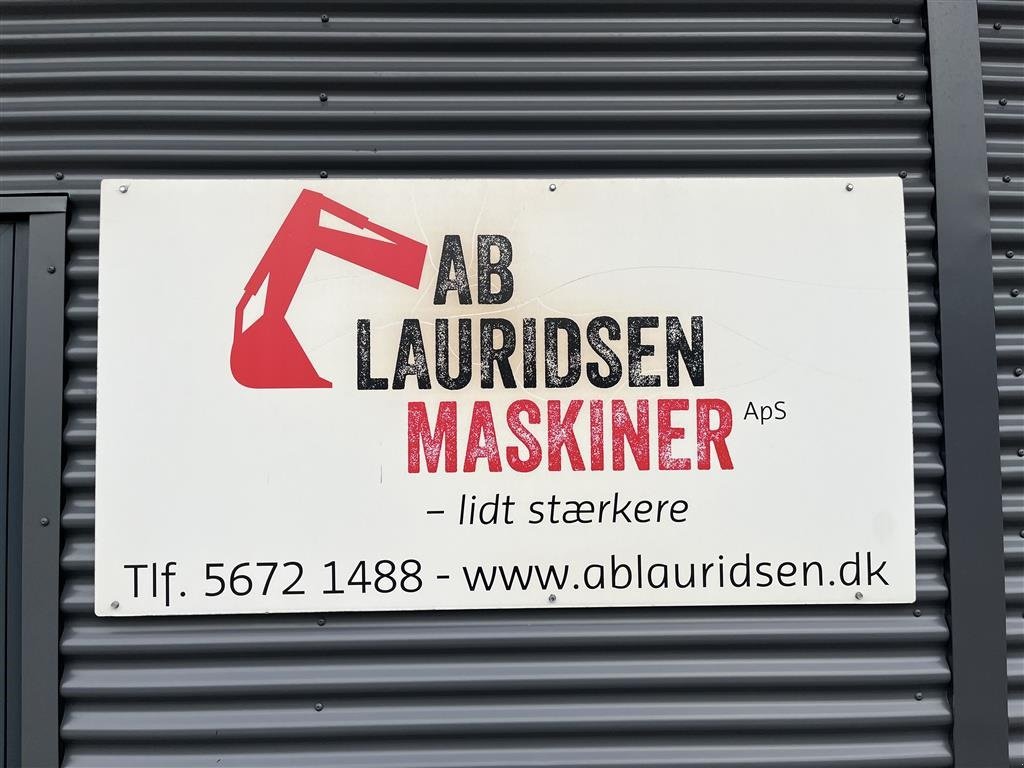 AB
LAURIDSEN
MASKINER ApS
– lidt stærkere
Tlf. 5672 1488 - www.ablauridsen.dk